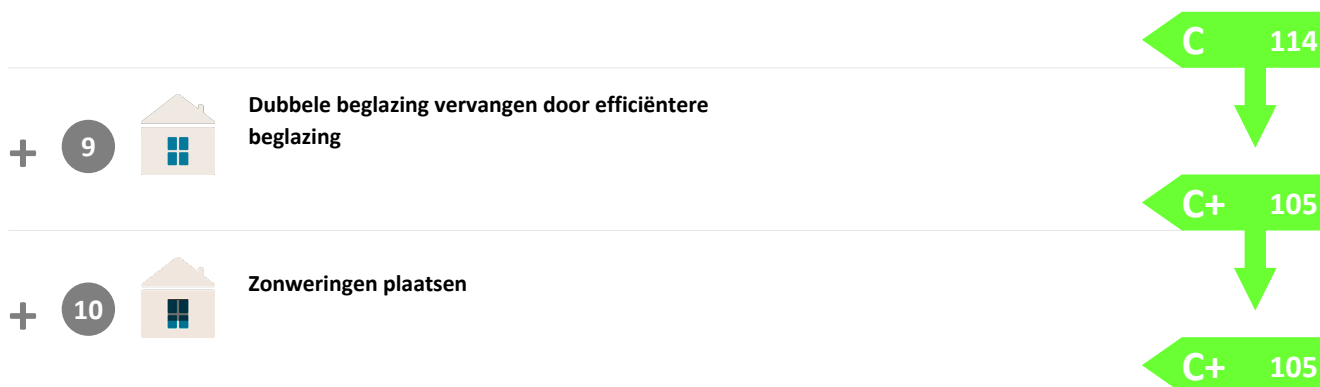 C 114
Dubbele beglazing vervangen door efficiëntere
+ 9
beglazing
C+ 105
Zonweringen plaatsen
+ 10
C+ 105